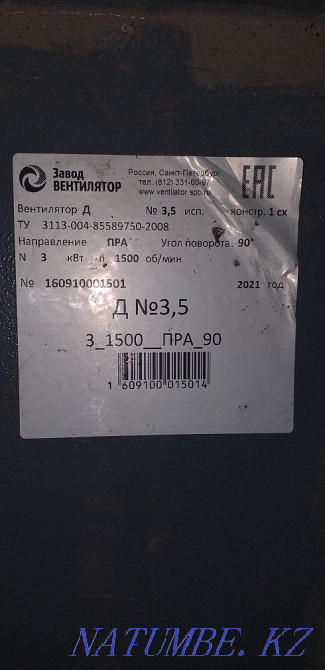 Завод
ВЕНТИЛЯТОР
Россия, Санкт-Петербург
тел. (812) 331-00-9
www.ventilator.spb.ru
EAC
Вентилятор Д № 3,5 исп. констр. 1 сх
ТУ 3113-004-85589750-2008
Направление ПРА Угол поворота 90°
N 3 кВт n 1500 об/мин
№ 160910001501 2021 год
Д №3,5
3_1500__ПРА_90
1 609100 015014
NATUMBE.KZ